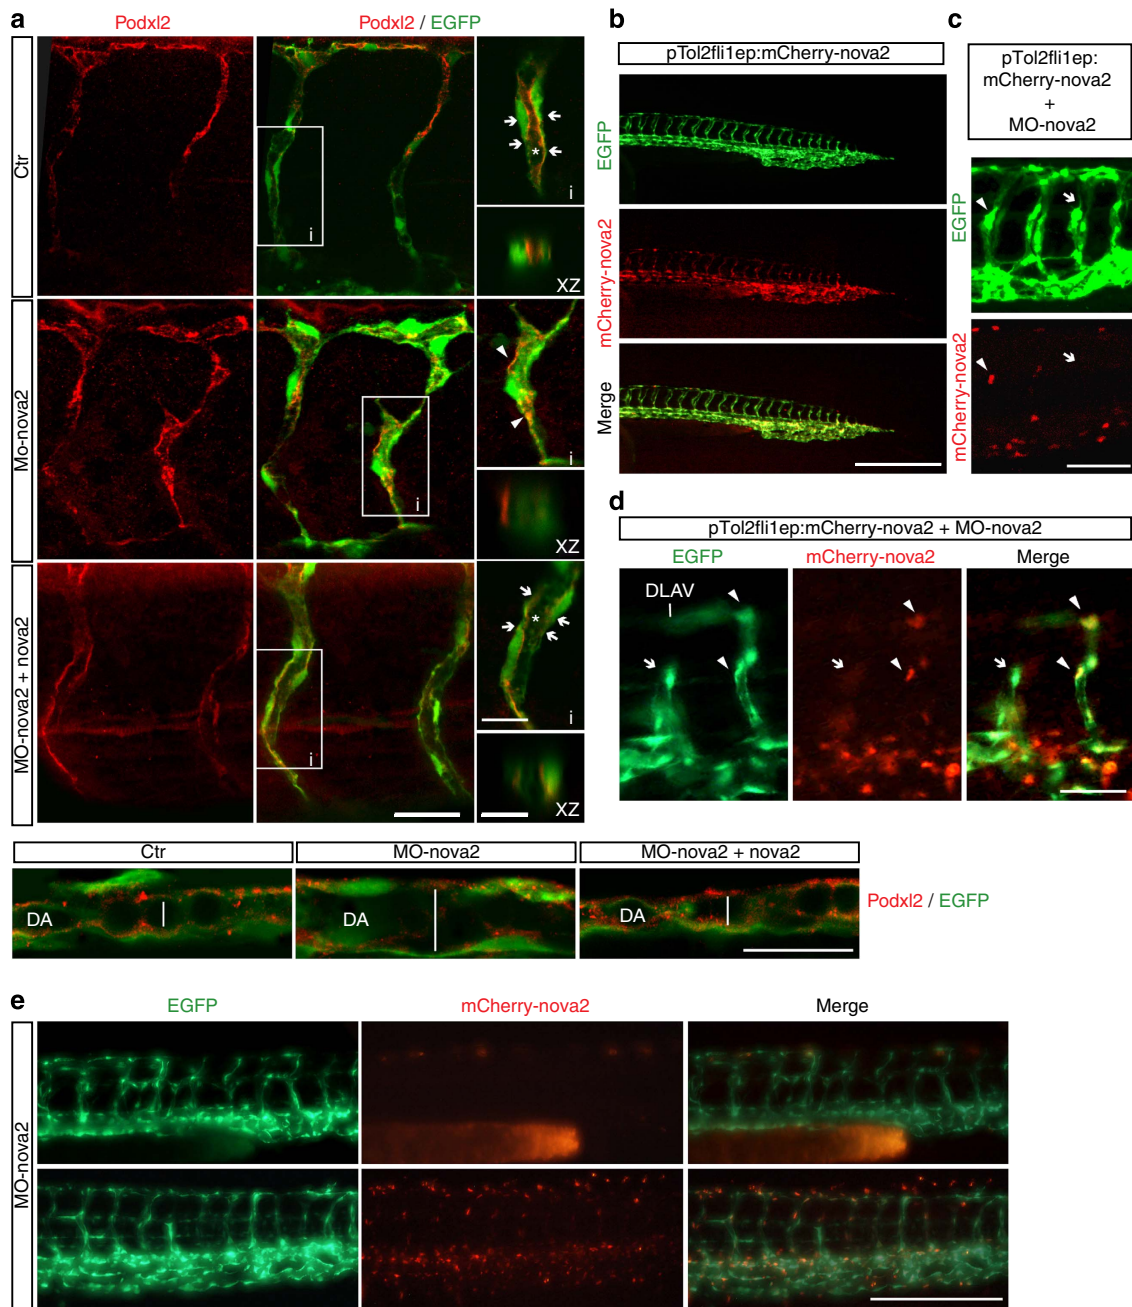 a
Podxl2
Podxl2 / EGFP
Ctr
i
i
XZ
Mo-nova2
i
i
XZ
MO-nova2 + nova2
i
i
XZ
Ctr
MO-nova2
MO-nova2 + nova2
DA
DA
DA
Podxl2 / EGFP
b
pTol2fli1ep:mCherry-nova2
EGFP
mCherry-nova2
Merge
c
pTol2fli1ep:
mCherry-nova2
+
MO-nova2
EGFP
mCherry-nova2
d
pTol2fli1ep:mCherry-nova2 + MO-nova2
EGFP
mCherry-nova2
Merge
DLAV
e
EGFP
mCherry-nova2
Merge
MO-nova2